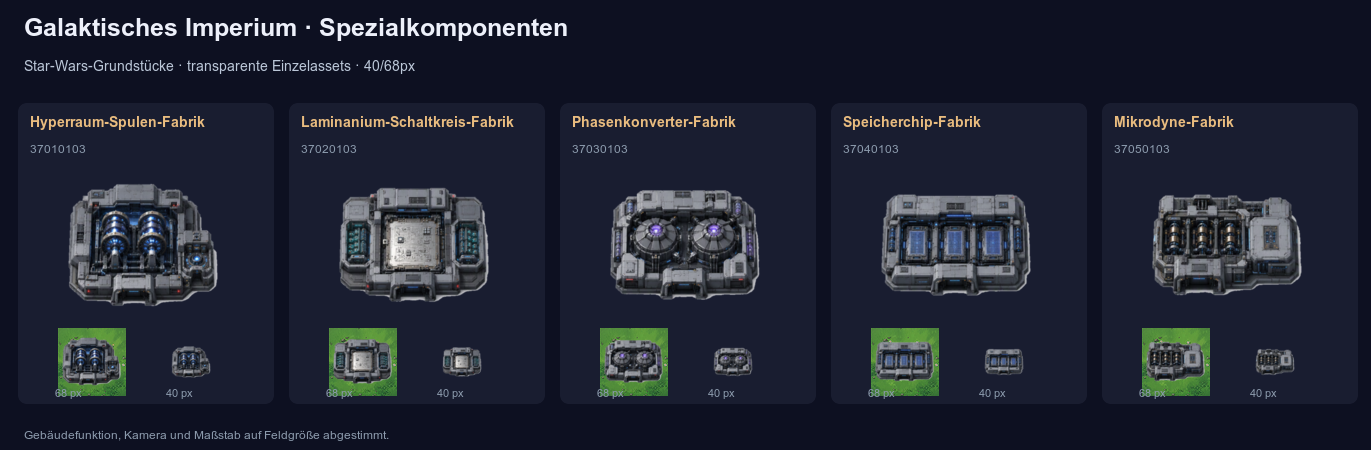 Galaktisches Imperium · Spezialkomponenten
Star-Wars-Grundstücke · transparente Einzelassets · 40/68px
Hyperraum-Spulen-Fabrik
37010103
68 px
40 px
Laminanium-Schaltkreis-Fabrik
37020103
68 px
40 px
Phasenkonverter-Fabrik
37030103
68 px
40 px
Speicherchip-Fabrik
37040103
68 px
40 px
Mikrodyne-Fabrik
37050103
68 px
40 px
Gebäudefunktion, Kamera und Maßstab auf Feldgröße abgestimmt.